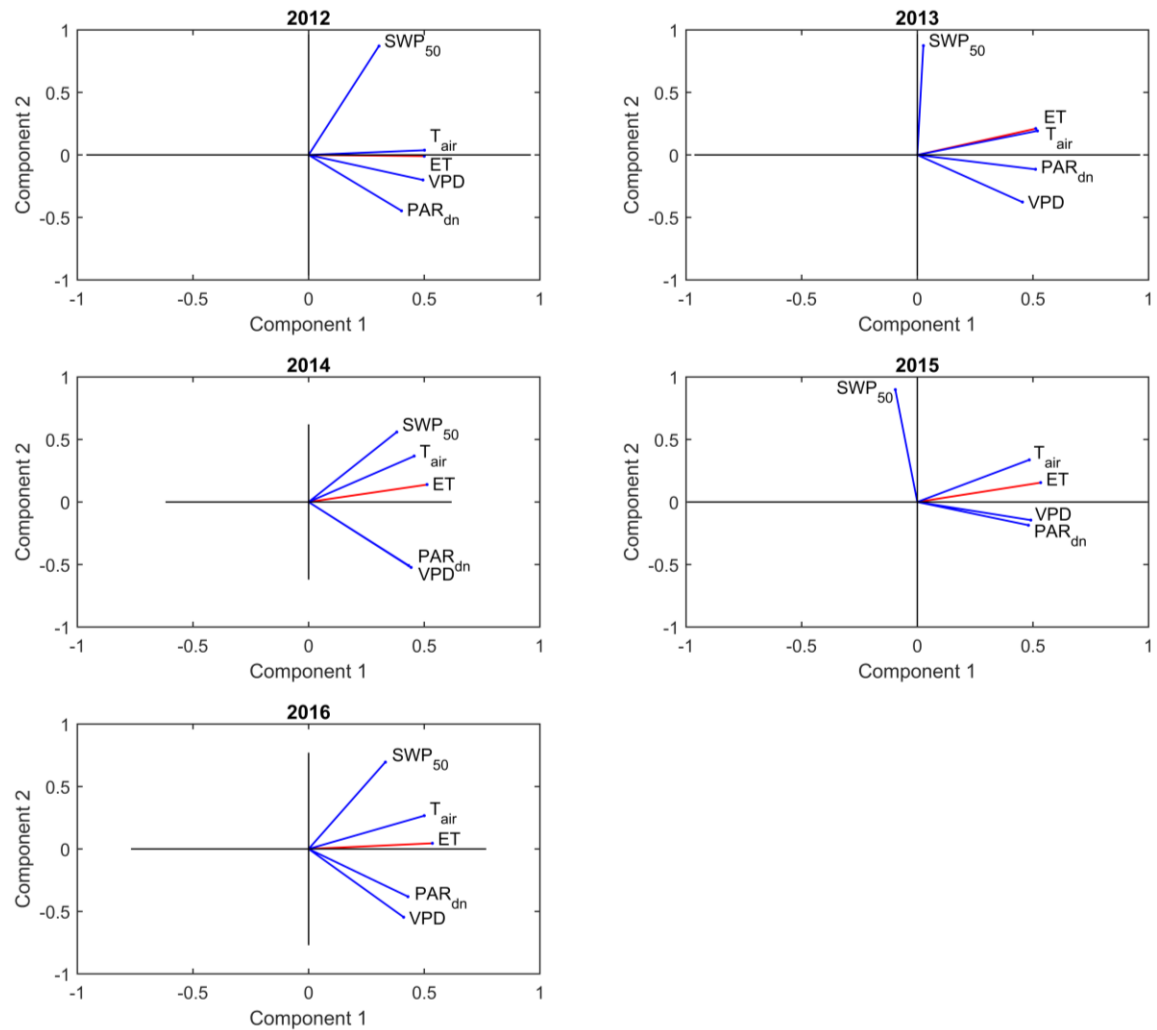 2012
1
0.5
0
-0.5
-1
-1
-0.5
0
0.5
1
Component 2
Component 1
SWP50
Tair
ET
VPD
PARdn
2013
1
0.5
0
-0.5
-1
-1
-0.5
0
0.5
1
Component 2
Component 1
SWP50
ET
Tair
PARdn
VPD
2014
1
0.5
0
-0.5
-1
-1
-0.5
0
0.5
1
Component 2
Component 1
SWP50
Tair
ET
PARdn
VPD
2015
1
0.5
0
-0.5
-1
-1
-0.5
0
0.5
1
Component 2
Component 1
SWP50
Tair
ET
VPD
PARdn
2016
1
0.5
0
-0.5
-1
-1
-0.5
0
0.5
1
Component 2
Component 1
SWP50
Tair
ET
PARdn
VPD